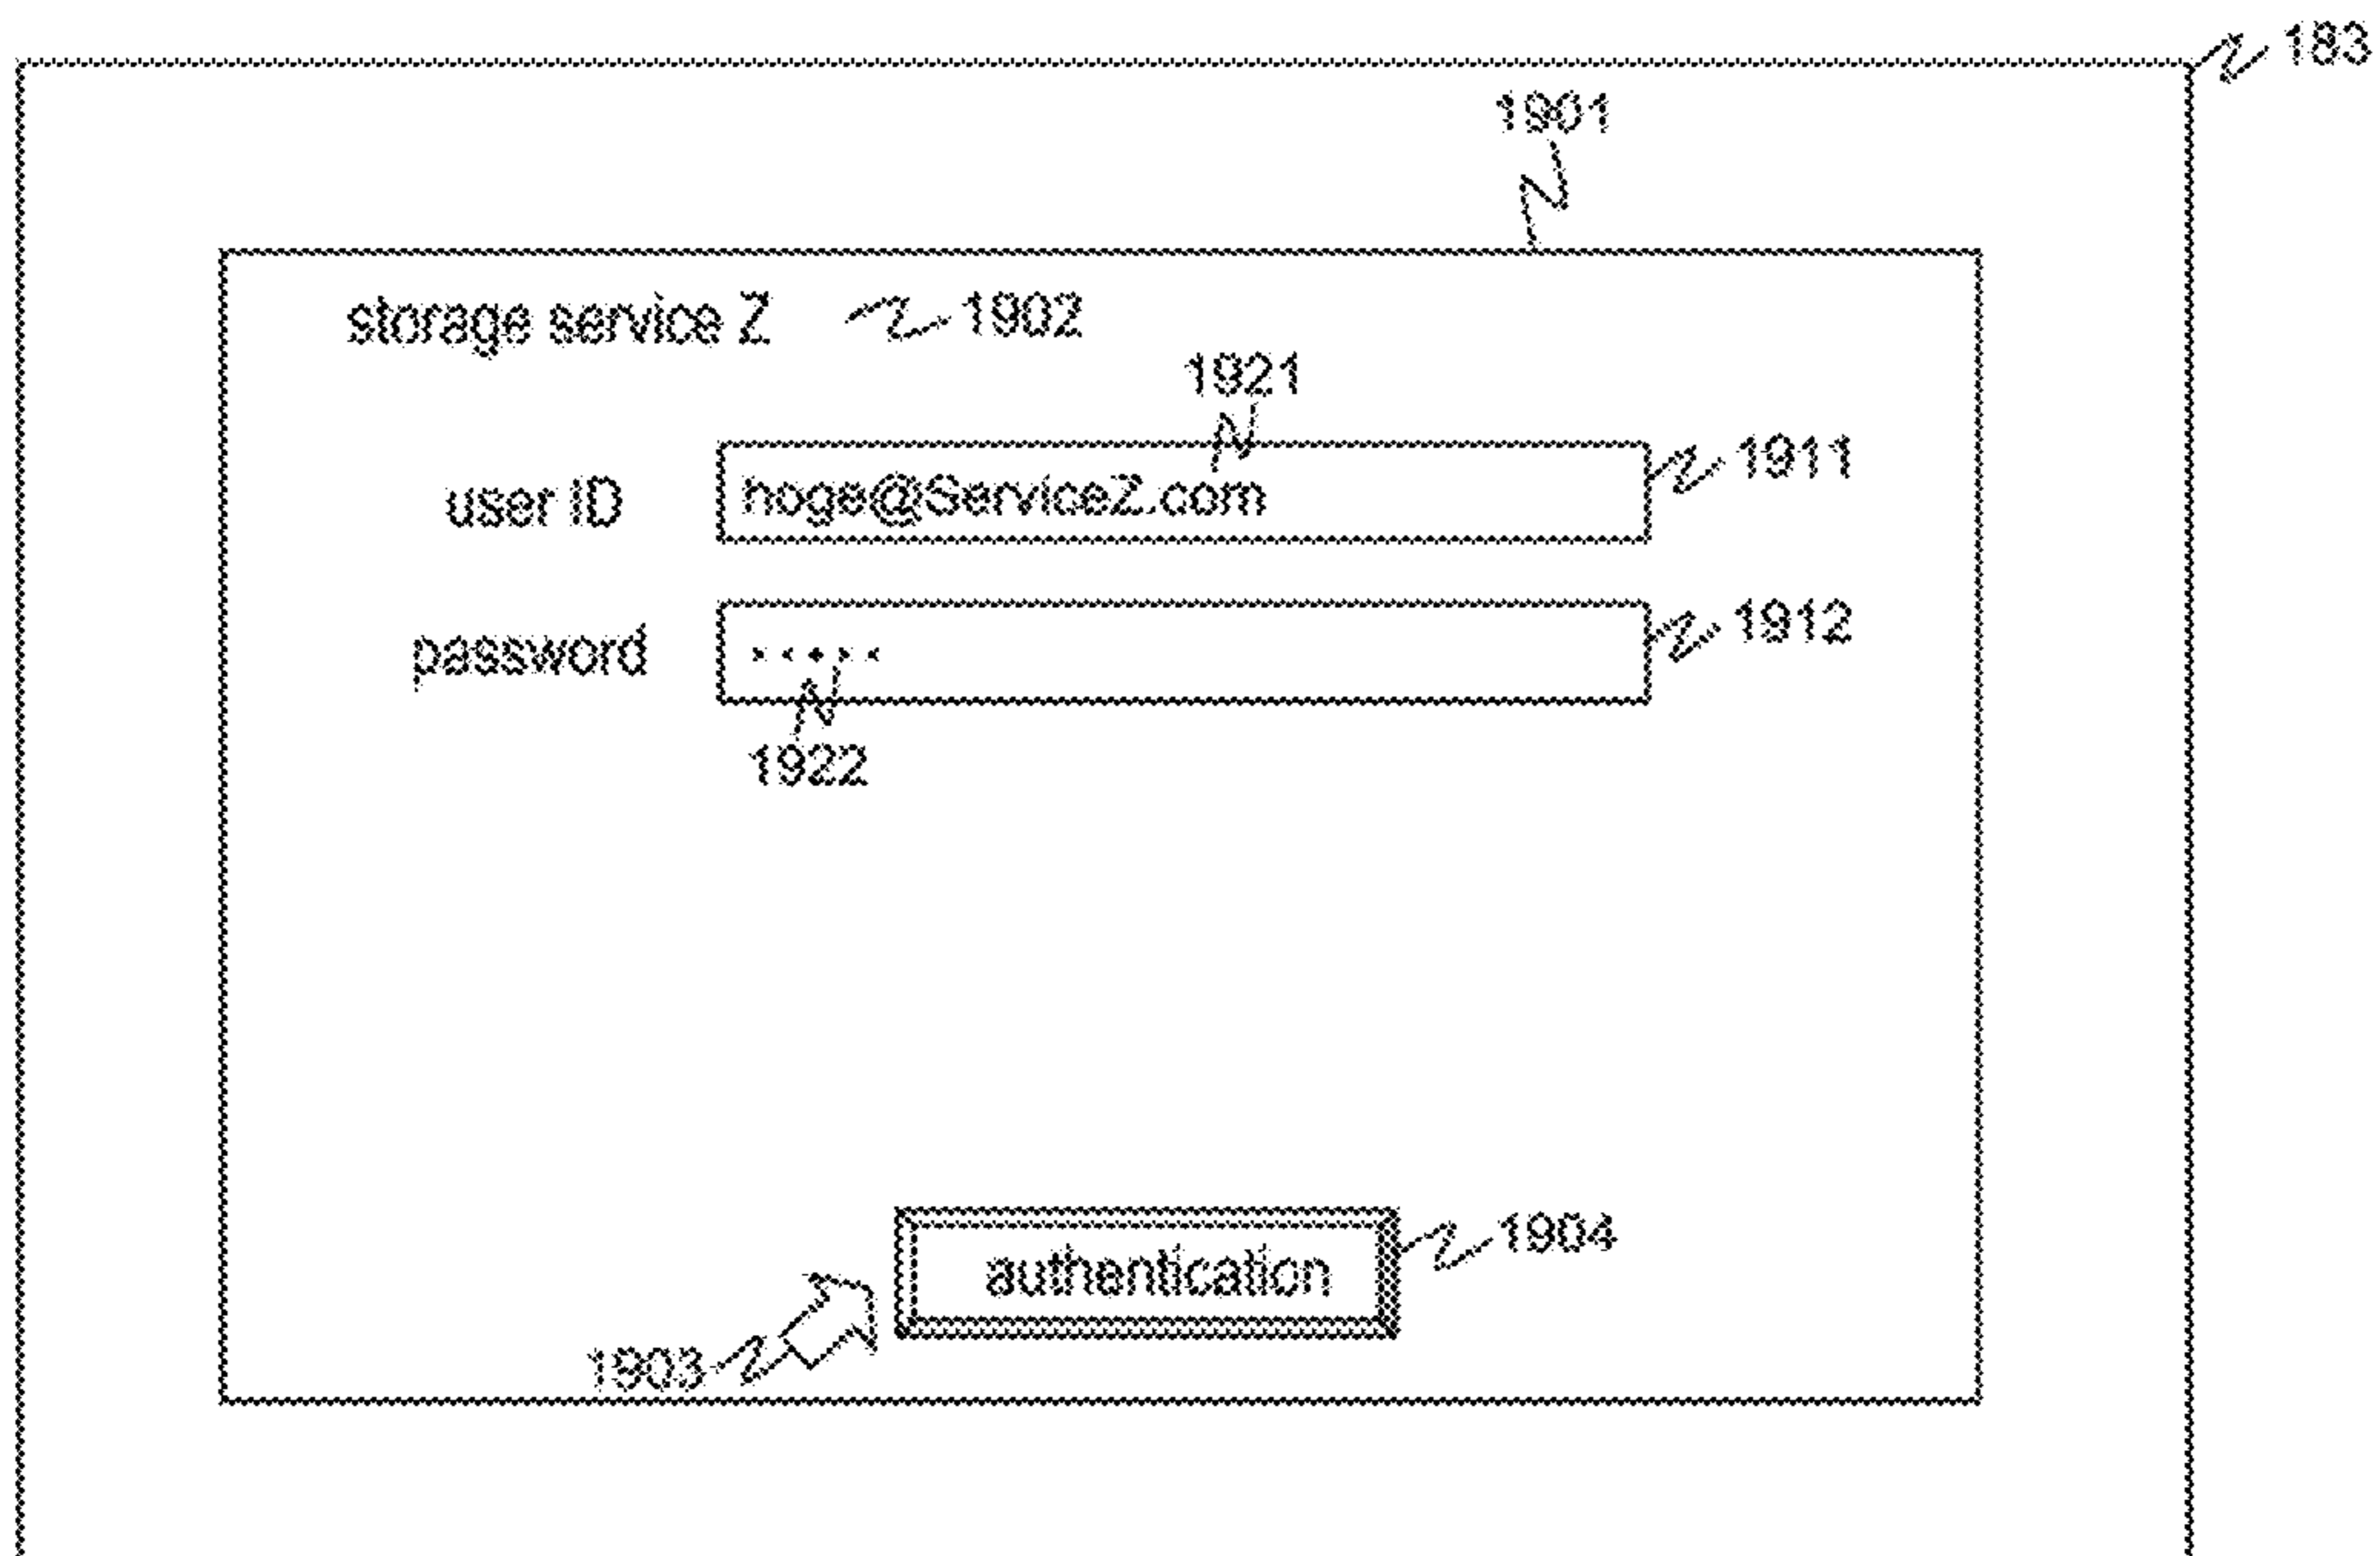 183
1901
storage service Z 1902
1921
user ID hoge@ServiceZ.com 1911
password ····· 1912
1922
authentication 1904
1903